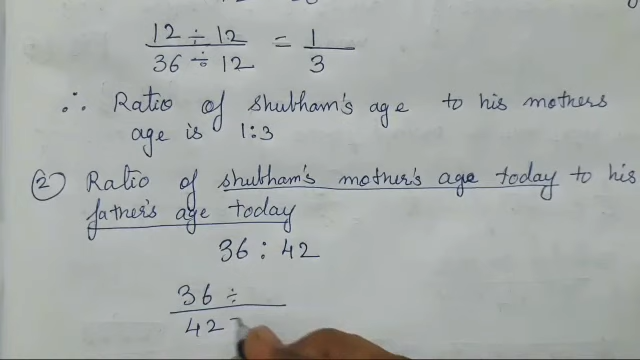 12 ÷ 12 = 1
36 ÷ 12 3
∴ Ratio of shubham's age to his mothers
age is 1:3
② Ratio of shubham's mother's age today to his
father's age today
36 : 42
36 ÷
42